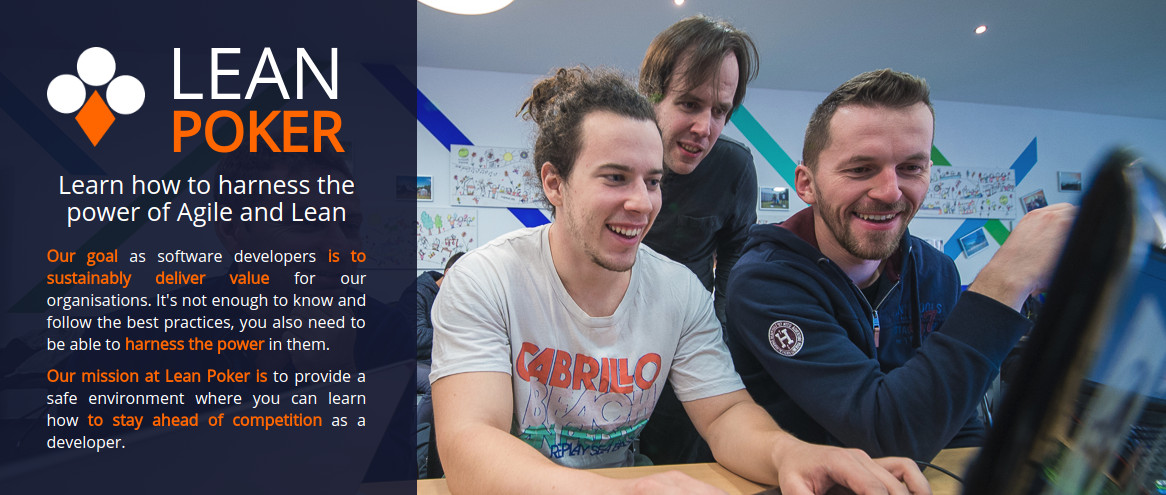 LEAN
POKER
Learn how to harness the
power of Agile and Lean
Our goal as software developers is to
sustainably deliver value for our
organisations. It's not enough to know and
follow the best practices, you also need to
be able to harness the power in them.
Our mission at Lean Poker is to provide a
safe environment where you can learn
how to stay ahead of competition as a
developer.
CABRILLO
BEACH
H